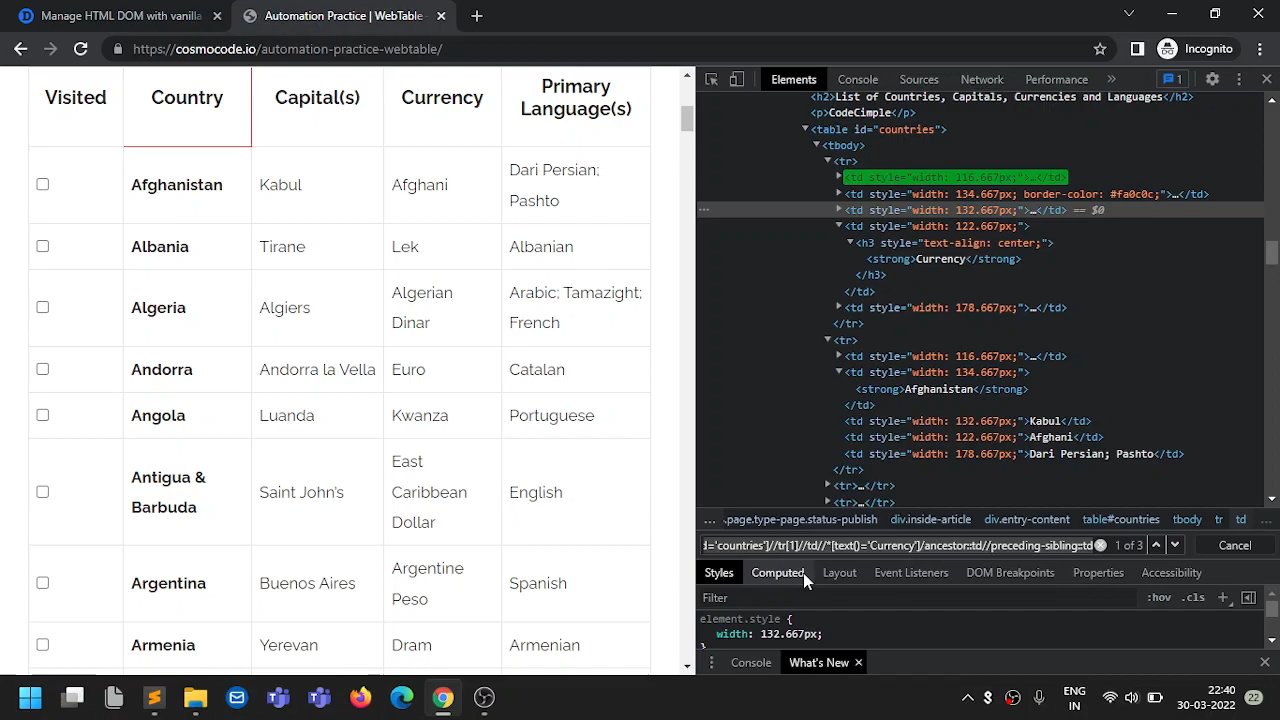 Manage HTML DOM with vanilla
Automation Practice | WebTable
https://cosmocode.io/automation-practice-webtable/
Incognito
Visited Country Capital(s) Currency Primary Language(s)
Afghanistan Kabul Afghani Dari Persian; Pashto
Albania Tirane Lek Albanian
Algeria Algiers Algerian Dinar Arabic; Tamazight; French
Andorra Andorra la Vella Euro Catalan
Angola Luanda Kwanza Portuguese
Antigua & Barbuda Saint John's East Caribbean Dollar English
Argentina Buenos Aires Argentine Peso Spanish
Armenia Yerevan Dram Armenian
Elements Console Sources Network Performance » 1
<h2>List of Countries, Capitals, Currencies and Languages</h2>
<p>CodeCimple</p>
<table id="countries">
<tbody>
<tr>
<td style="width: 116.667px;">…</td>
<td style="width: 134.667px; border-color: #fa0c0c;">…</td>
<td style="width: 132.667px;">…</td> == $0
<td style="width: 122.667px;">
<h3 style="text-align: center;">
<strong>Currency</strong>
</h3>
</td>
<td style="width: 178.667px;">…</td>
</tr>
<tr>
<td style="width: 116.667px;">…</td>
<td style="width: 134.667px;">
<strong>Afghanistan</strong>
</td>
<td style="width: 132.667px;">Kabul</td>
<td style="width: 122.667px;">Afghani</td>
<td style="width: 178.667px;">Dari Persian; Pashto</td>
</tr>
<tr>…</tr>
<tr>…</tr>
... .page.type-page.status-publish div.inside-article div.entry-content table#countries tbody tr td ...
='countries']//tr[1]//td//*[text()='Currency']/ancestor::td//preceding-sibling::td 1 of 3 Cancel
Styles Computed Layout Event Listeners DOM Breakpoints Properties Accessibility
Filter :hov .cls
element.style {
width: 132.667px;
}
Console What's New
ENG IN
22:40
30-03-2022
22